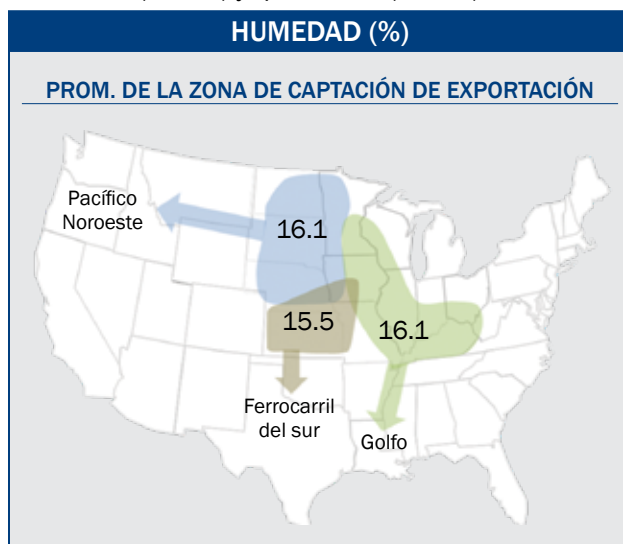 HUMEDAD (%)
PROM. DE LA ZONA DE CAPTACIÓN DE EXPORTACIÓN
Pacífico
Noroeste
16.1
15.5
16.1
Ferrocarril
del sur
Golfo